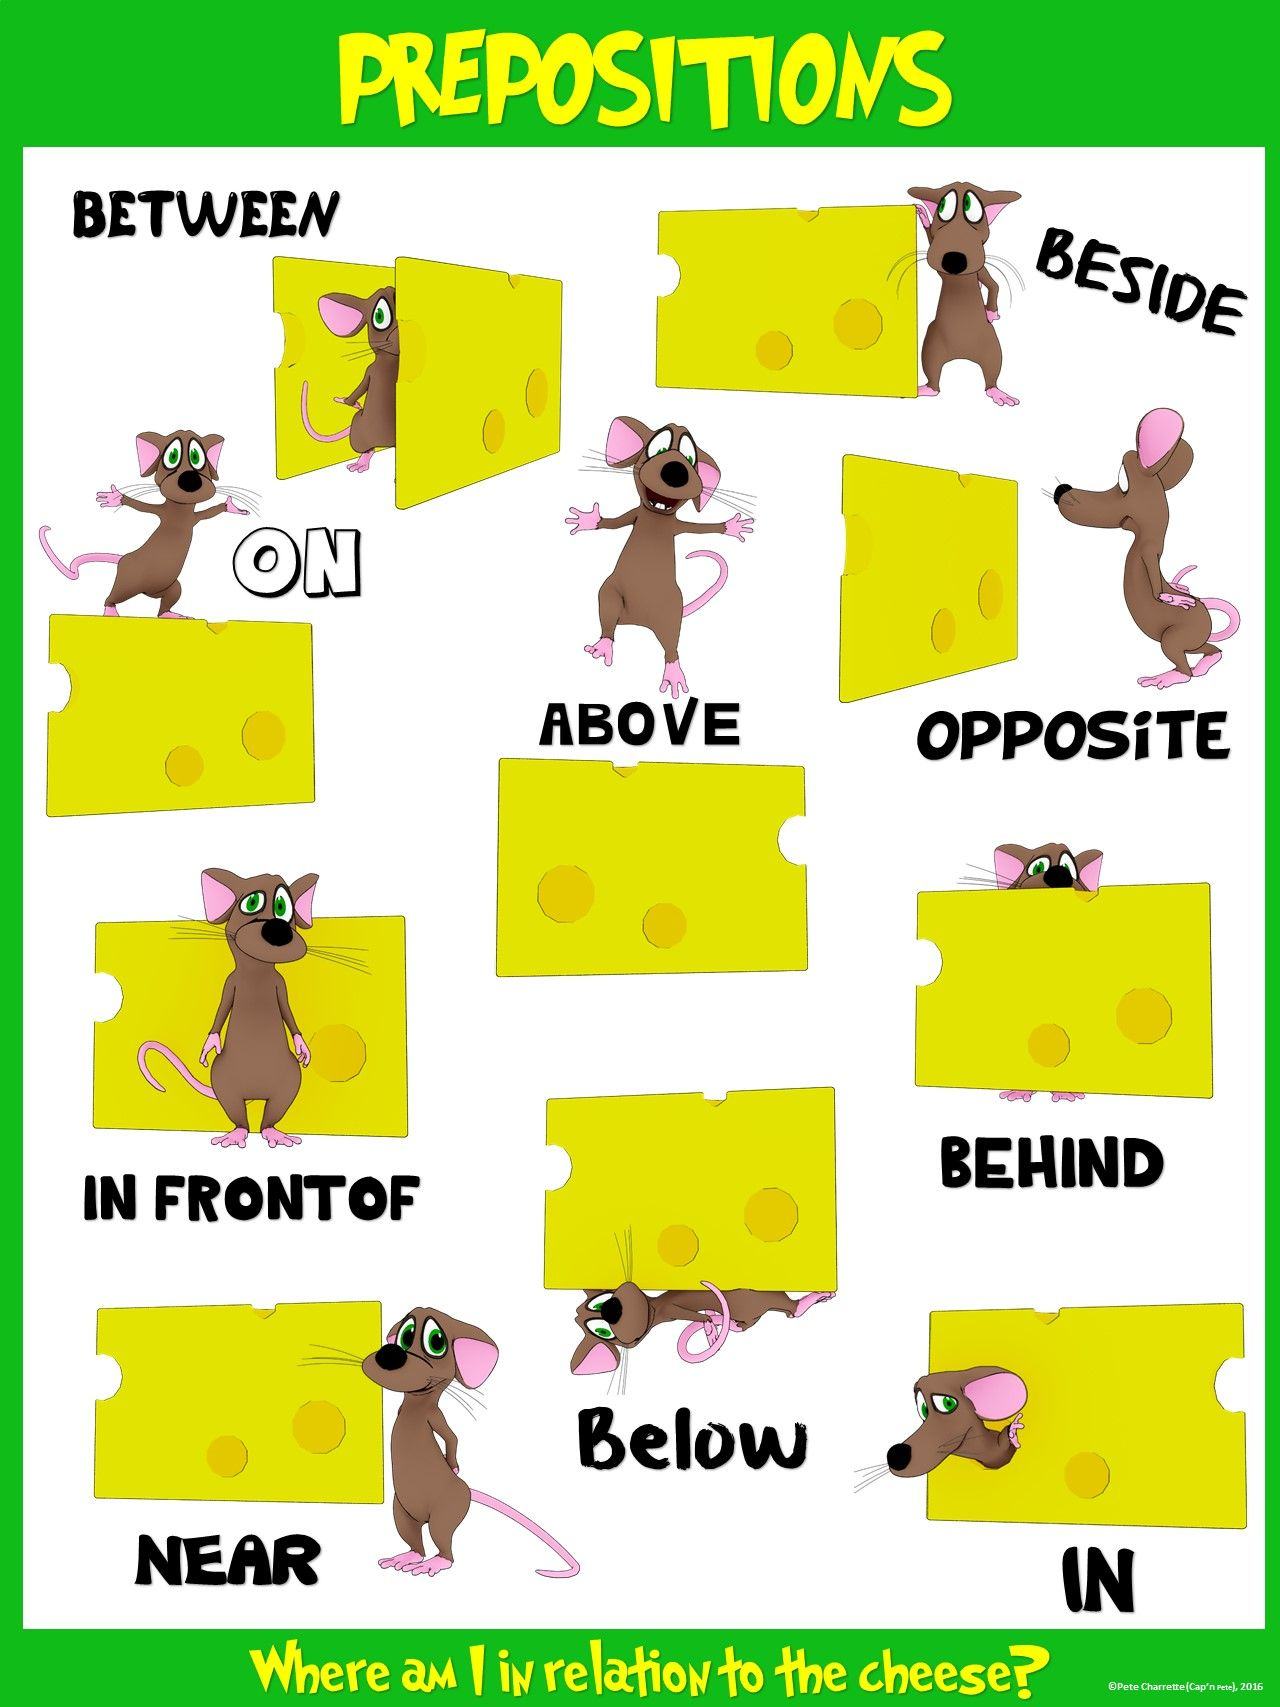 PREPOSITIONS
BETWEEN
BESIDE
ON
ABOVE
OPPOSiTE
IN FRONTOF
BEHIND
Below
NEAR
IN
Where am I in relation to the cheese?
©Pete Charrette (Cap'n Pete), 2016